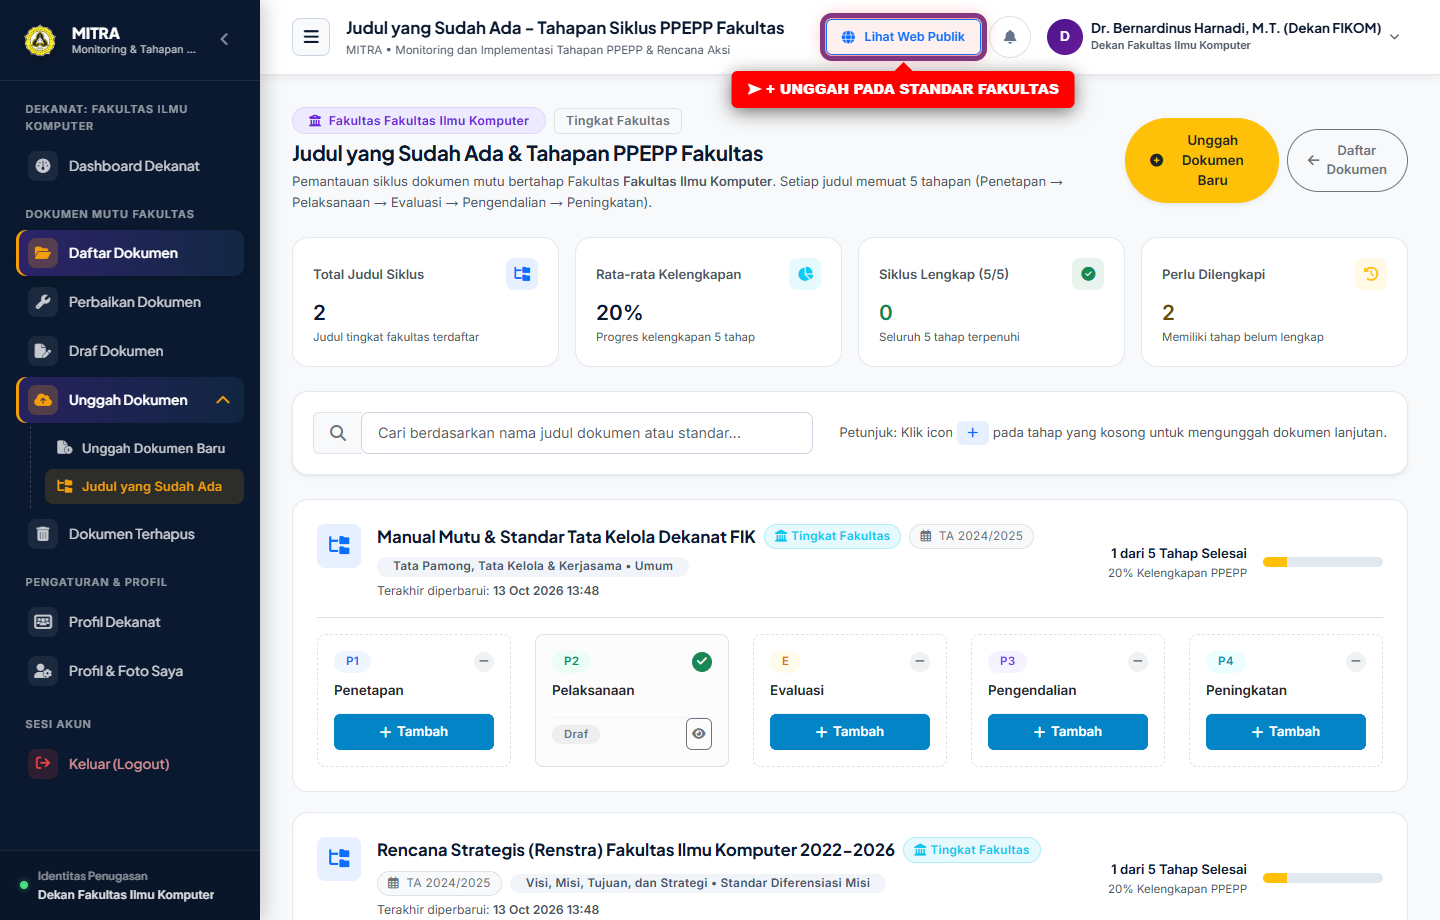 MITRA
Monitoring & Tahapan ...
DEKANAT: FAKULTAS ILMU
KOMPUTER
Dashboard Dekanat
DOKUMEN MUTU FAKULTAS
Daftar Dokumen
Perbaikan Dokumen
Draf Dokumen
Unggah Dokumen
Unggah Dokumen Baru
Judul yang Sudah Ada
Dokumen Terhapus
PENGATURAN & PROFIL
Profil Dekanat
Profil & Foto Saya
SESI AKUN
Keluar (Logout)
Identitas Penugasan
Dekan Fakultas Ilmu Komputer
Judul yang Sudah Ada - Tahapan Siklus PPEPP Fakultas
MITRA • Monitoring dan Implementasi Tahapan PPEPP & Rencana Aksi
Lihat Web Publik
D
Dr. Bernardinus Harnadi, M.T. (Dekan FIKOM)
Dekan Fakultas Ilmu Komputer
➤ + UNGGAH PADA STANDAR FAKULTAS
Fakultas Fakultas Ilmu Komputer
Tingkat Fakultas
Judul yang Sudah Ada & Tahapan PPEPP Fakultas
Pemantauan siklus dokumen mutu bertahap Fakultas Fakultas Ilmu Komputer. Setiap judul memuat 5 tahapan (Penetapan →
Pelaksanaan → Evaluasi → Pengendalian → Peningkatan).
Unggah
Dokumen
Baru
Daftar
Dokumen
Total Judul Siklus
2
Judul tingkat fakultas terdaftar
Rata-rata Kelengkapan
20%
Progres kelengkapan 5 tahap
Siklus Lengkap (5/5)
0
Seluruh 5 tahap terpenuhi
Perlu Dilengkapi
2
Memiliki tahap belum lengkap
Cari berdasarkan nama judul dokumen atau standar...
Petunjuk: Klik icon + pada tahap yang kosong untuk mengunggah dokumen lanjutan.
Manual Mutu & Standar Tata Kelola Dekanat FIK
Tingkat Fakultas
TA 2024/2025
Tata Pamong, Tata Kelola & Kerjasama • Umum
Terakhir diperbarui: 13 Oct 2026 13:48
1 dari 5 Tahap Selesai
20% Kelengkapan PPEPP
P1
Penetapan
+ Tambah
P2
Pelaksanaan
Draf
E
Evaluasi
+ Tambah
P3
Pengendalian
+ Tambah
P4
Peningkatan
+ Tambah
Rencana Strategis (Renstra) Fakultas Ilmu Komputer 2022-2026
Tingkat Fakultas
TA 2024/2025
Visi, Misi, Tujuan, dan Strategi • Standar Diferensiasi Misi
Terakhir diperbarui: 13 Oct 2026 13:48
1 dari 5 Tahap Selesai
20% Kelengkapan PPEPP